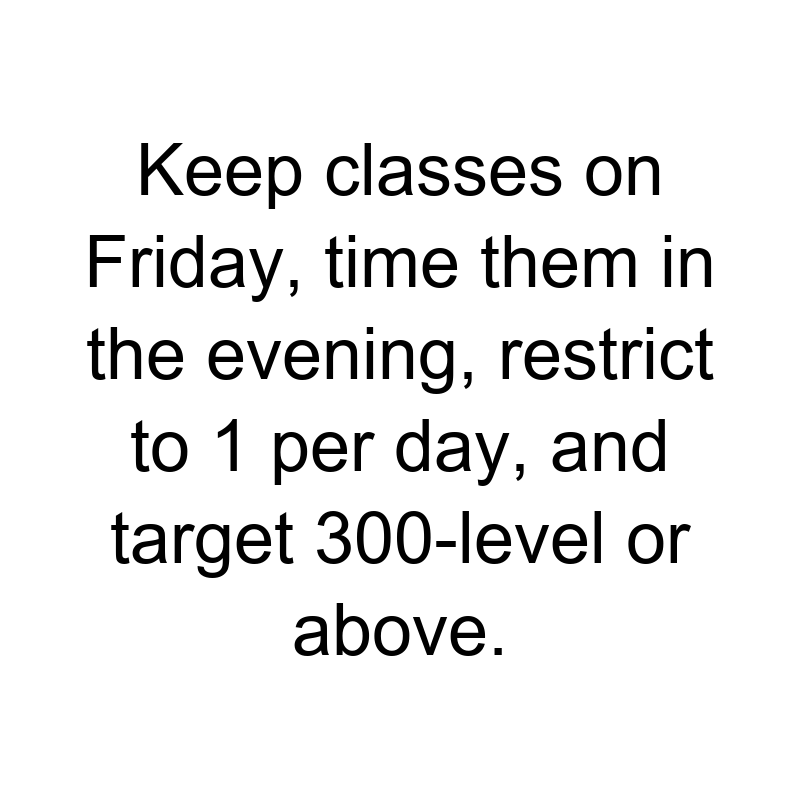 Keep classes on
Friday, time them in
the evening, restrict
to 1 per day, and
target 300-level or
above.